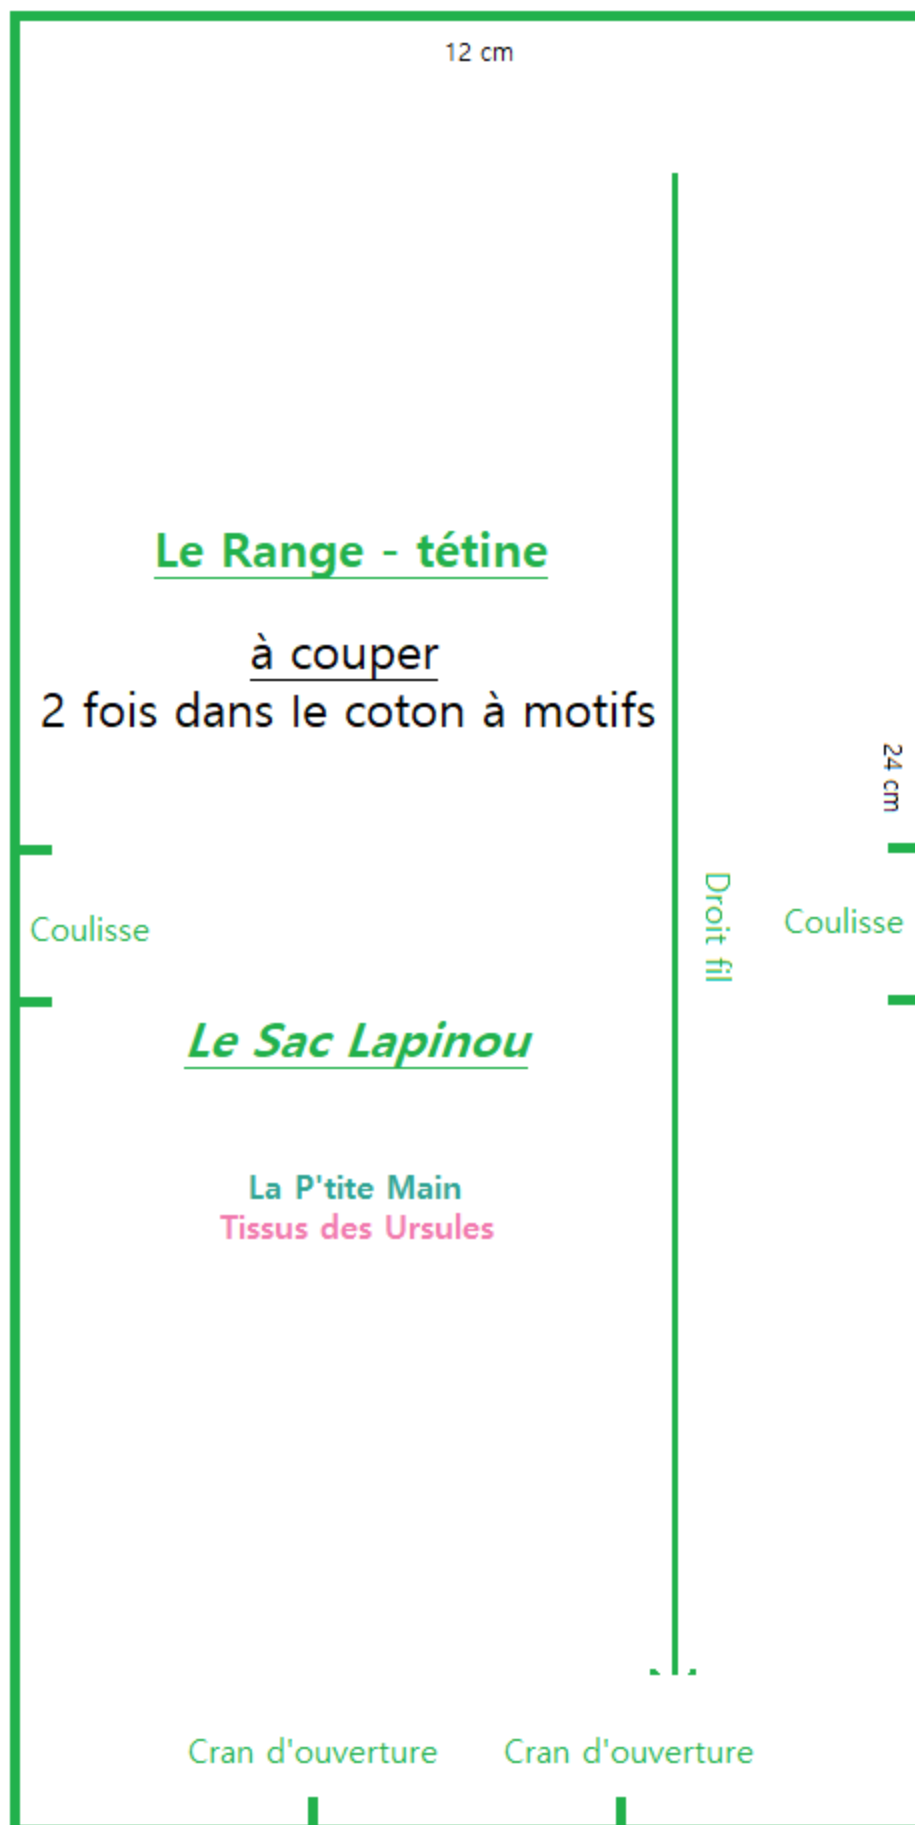 12 cm
Le Range - tétine
à couper
2 fois dans le coton à motifs
24 cm
Droit fil
Coulisse
Coulisse
Le Sac Lapinou
La P'tite Main
Tissus des Ursules
Cran d'ouverture
Cran d'ouverture